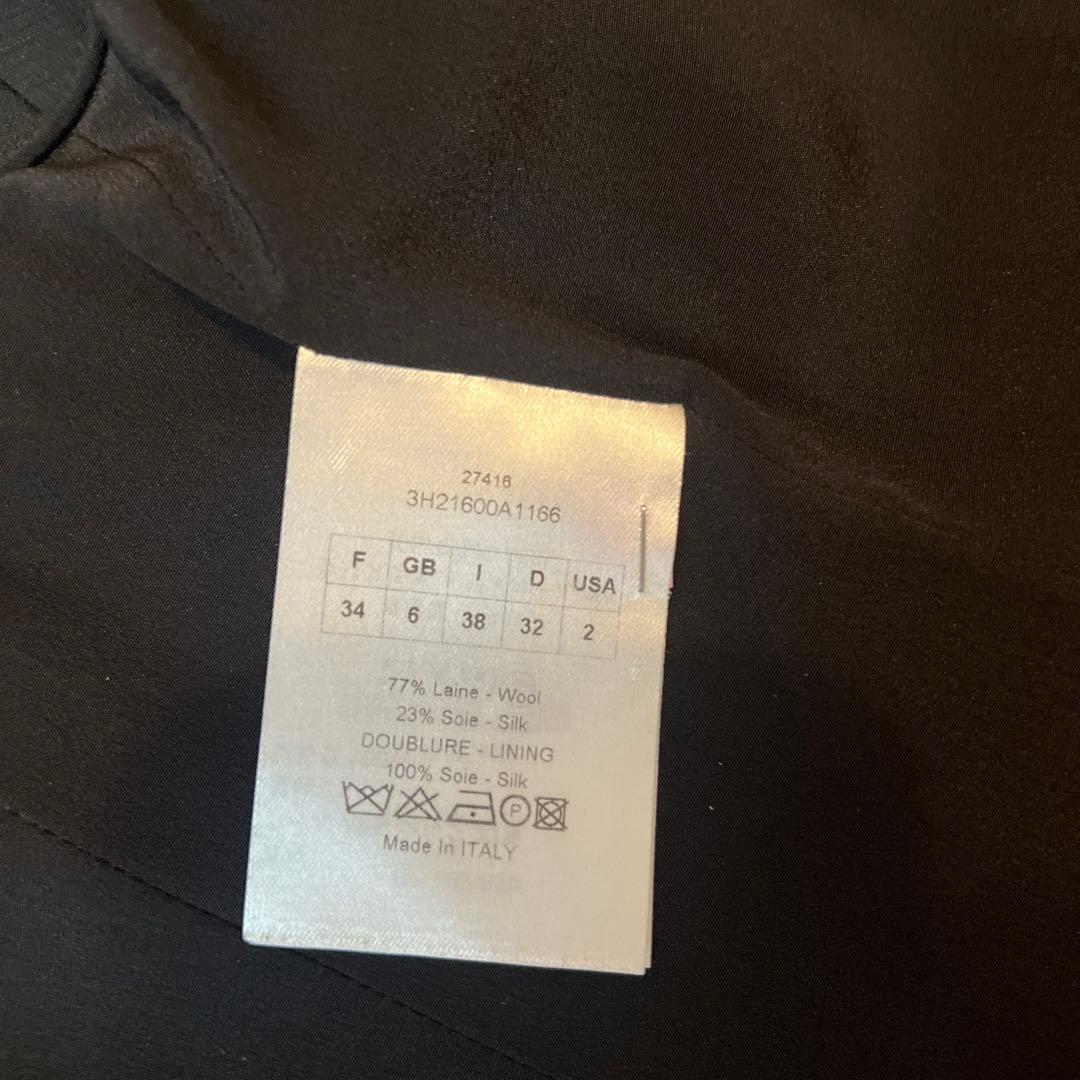 27416
3H21600A1166
F GB I D USA
34 6 38 32 2
77% Laine - Wool
23% Soie - Silk
DOUBLURE - LINING
100% Soie - Silk
P
Made In ITALY